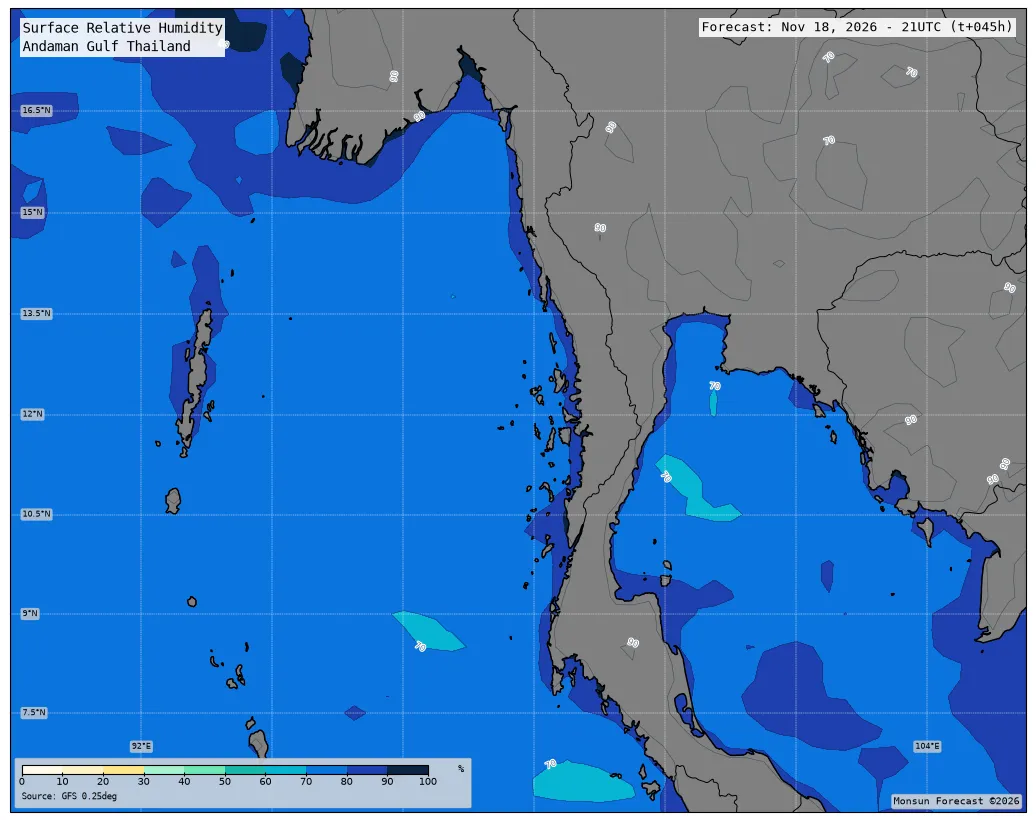 Surface Relative Humidity
Andaman Gulf Thailand
Forecast: Nov 18, 2026 - 21UTC (t+045h)
70
70
90
90
90
16.5°N
70
15°N
90
90
13.5°N
70
12°N
90
90
70
90
10.5°N
9°N
70
90
7.5°N
92°E
104°E
70
0 10 20 30 40 50 60 70 80 90 100 %
Source: GFS 0.25deg
Monsun Forecast ©2026